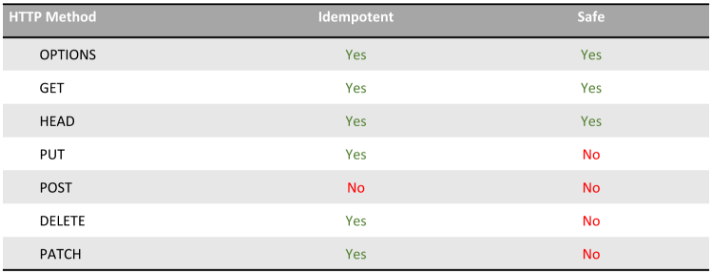 HTTP Method Idempotent Safe
OPTIONS Yes Yes
GET Yes Yes
HEAD Yes Yes
PUT Yes No
POST No No
DELETE Yes No
PATCH Yes No